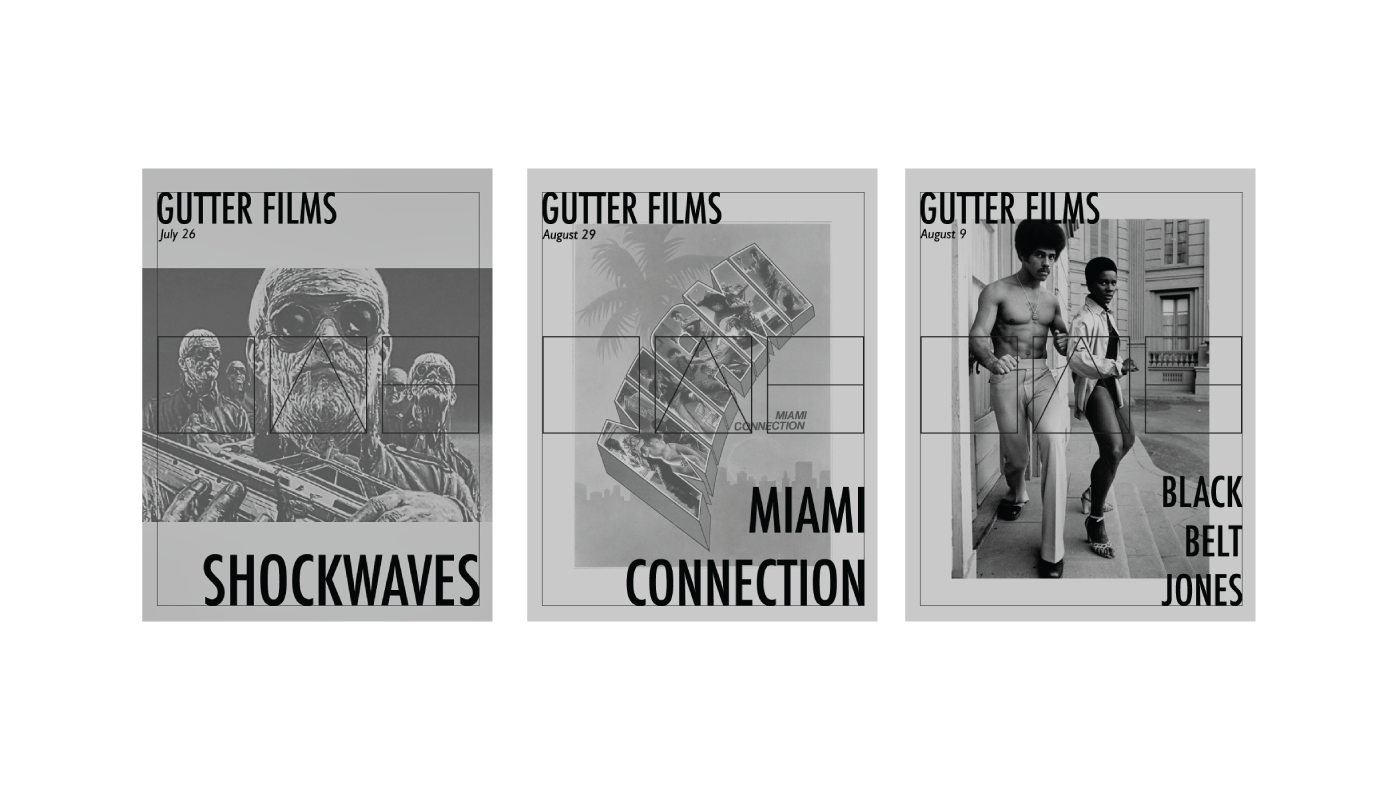 GUTTER FILMS
July 26
SHOCKWAVES
GUTTER FILMS
August 29
MIAMI
MIAMI
CONNECTION
MIAMI
CONNECTION
GUTTER FILMS
August 9
BLACK
BELT
JONES